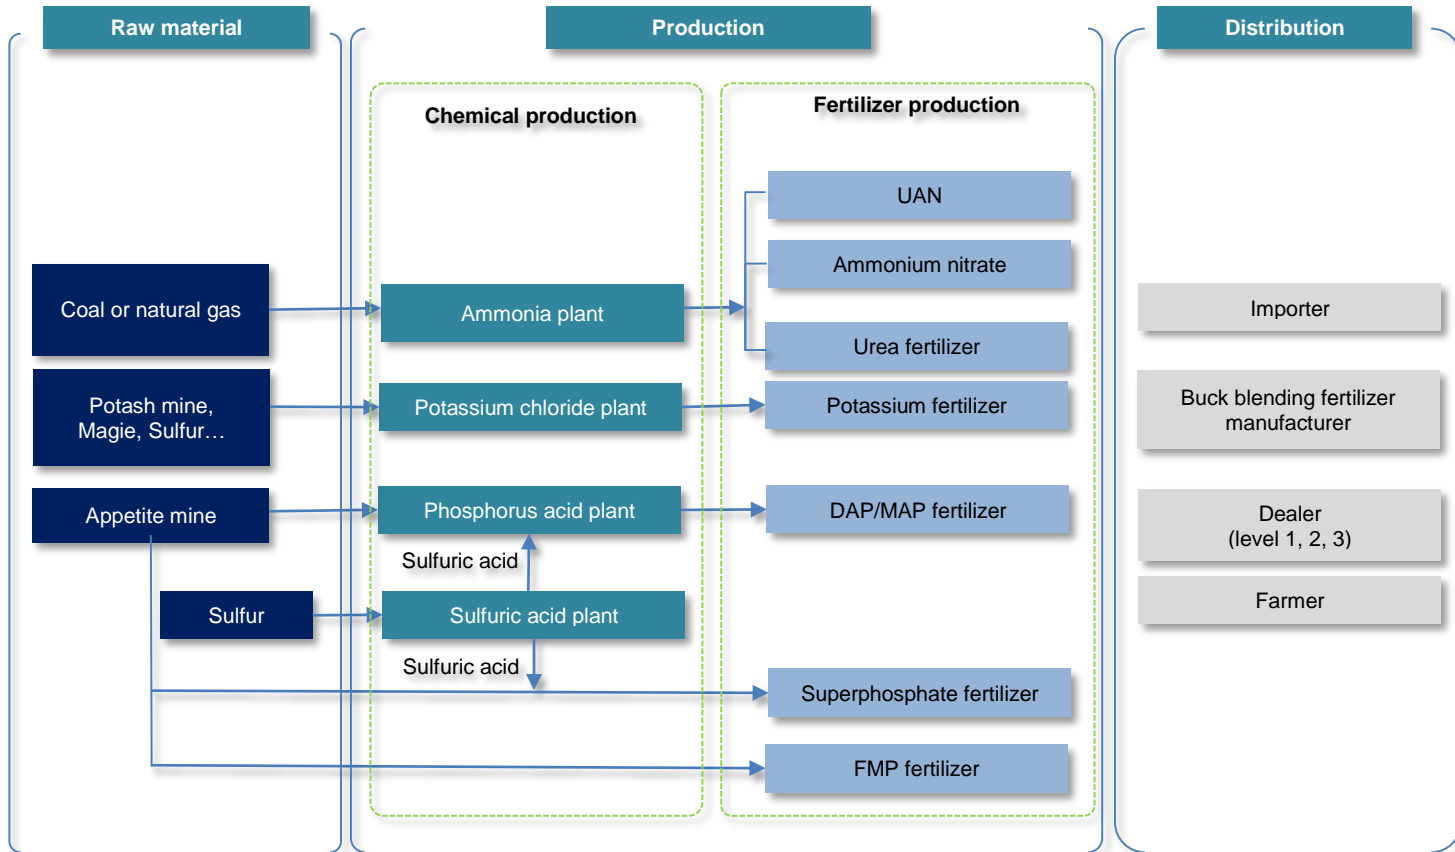 Raw material
Production
Distribution
Chemical production
Fertilizer production
UAN
Ammonium nitrate
Coal or natural gas
Ammonia plant
Urea fertilizer
Importer
Potash mine,
Magie, Sulfur…
Potassium chloride plant
Potassium fertilizer
Buck blending fertilizer
manufacturer
Appetite mine
Phosphorus acid plant
DAP/MAP fertilizer
Dealer
(level 1, 2, 3)
Sulfuric acid
Sulfur
Sulfuric acid plant
Farmer
Sulfuric acid
Superphosphate fertilizer
FMP fertilizer